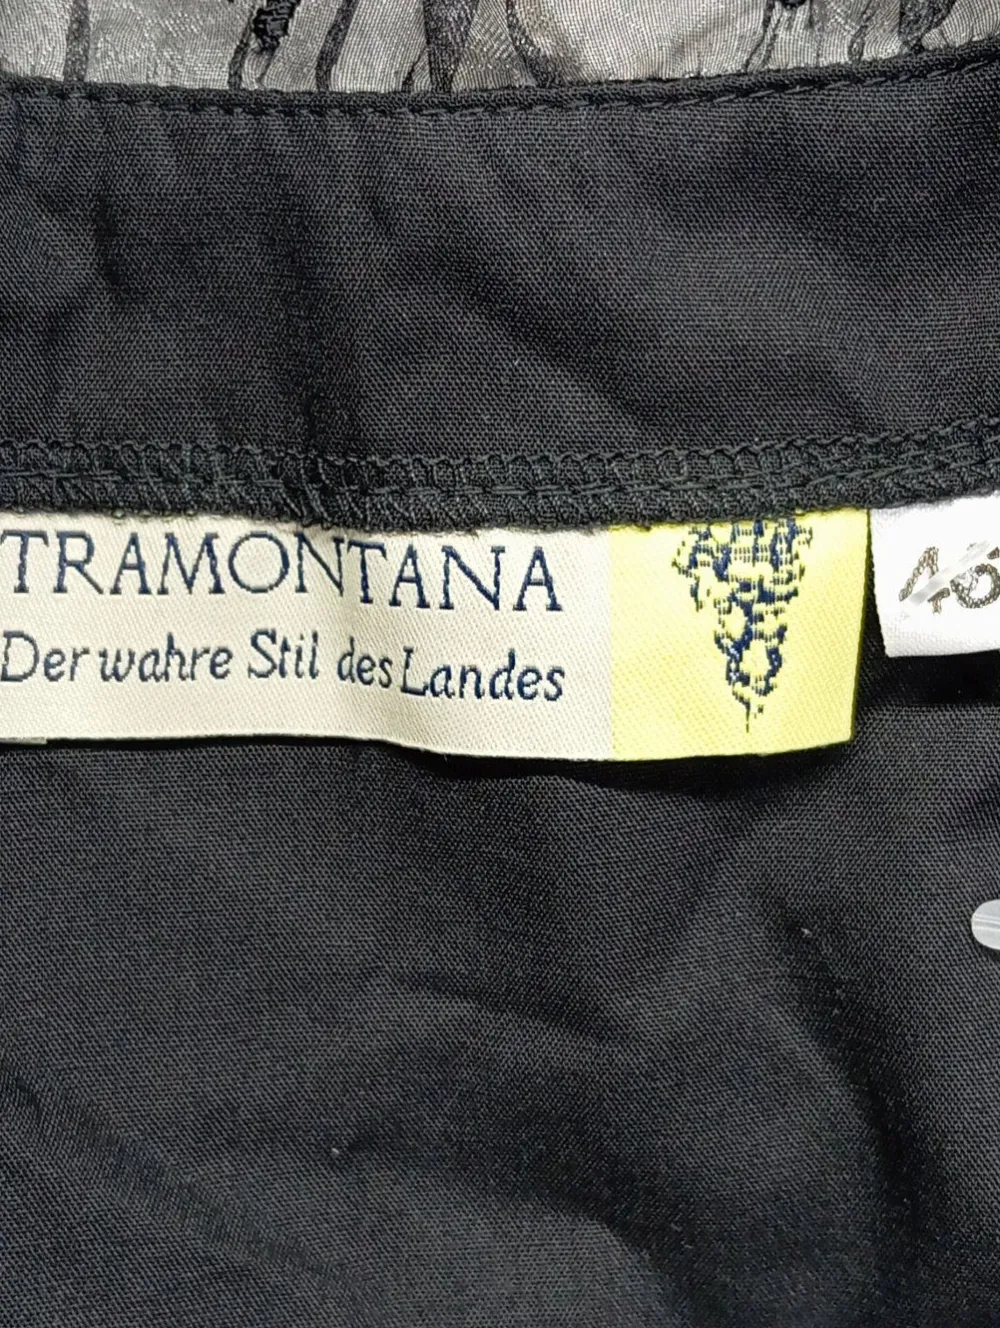 TRAMONTANA
Der wahre Stil des Landes